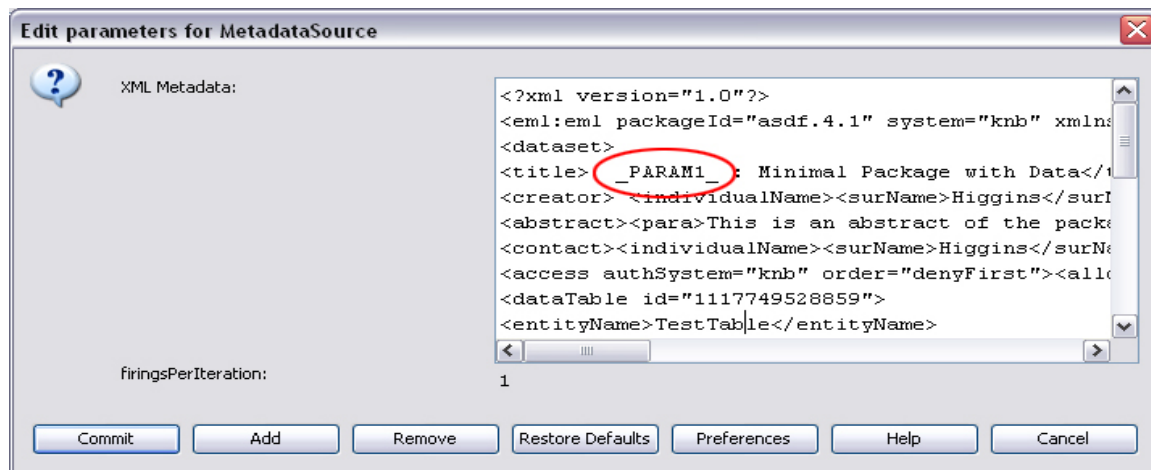 Edit parameters for MetadataSource
XML Metadata:
<?xml version="1.0"?>
<eml:eml packageId="asdf.4.1" system="knb" xmlns
<dataset>
<title> _PARAM1_ : Minimal Package with Data</t
<creator> <individualName><surName>Higgins</surN
<abstract><para>This is an abstract of the packa
<contact><individualName><surName>Higgins</surNa
<access authSystem="knb" order="denyFirst"><allo
<dataTable id="1117749528859">
<entityName>TestTable</entityName>
firingsPerIteration:
1
Commit Add Remove Restore Defaults Preferences Help Cancel